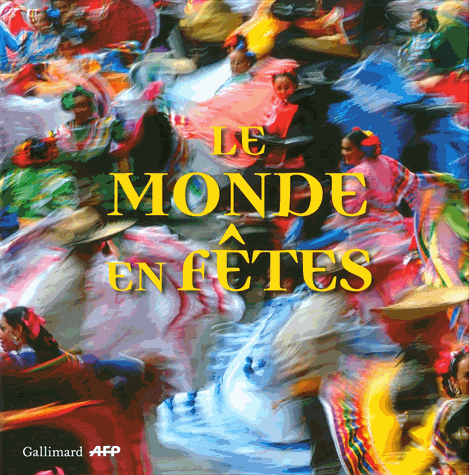 LE
MONDE
EN FÊTES
Gallimard AFP